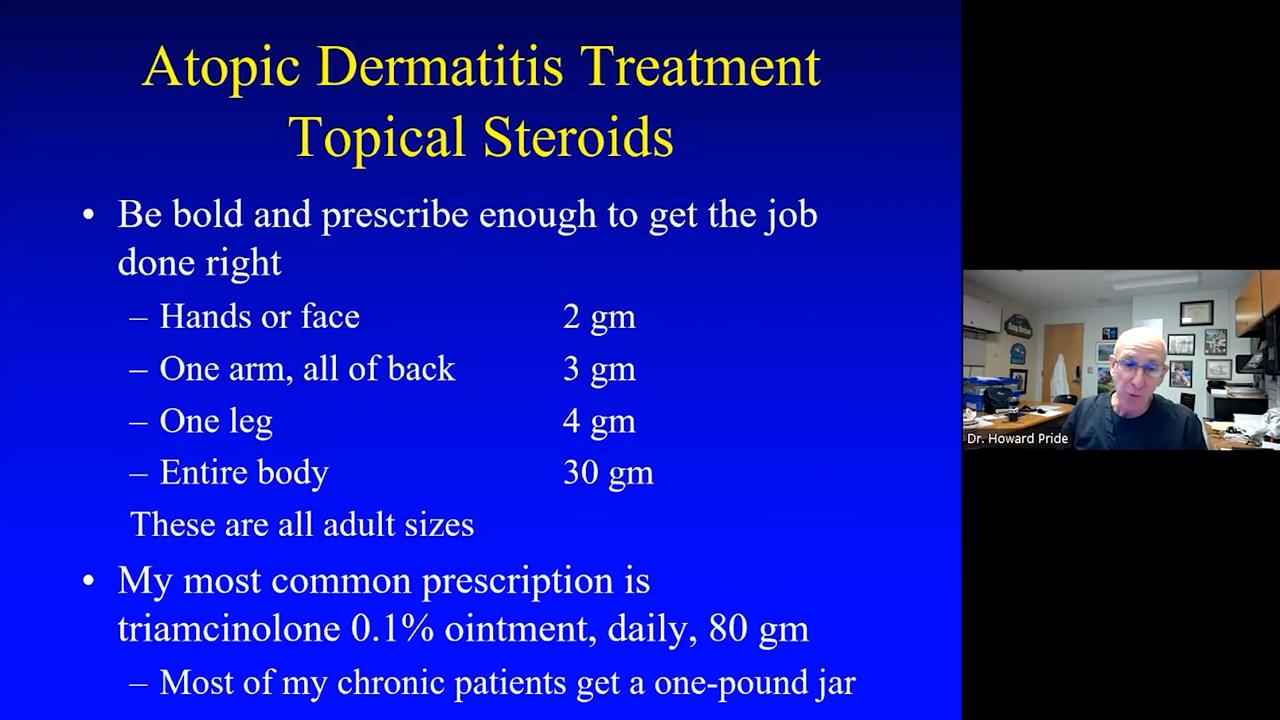 Atopic Dermatitis Treatment
Topical Steroids
• Be bold and prescribe enough to get the job
done right
– Hands or face 2 gm
– One arm, all of back 3 gm
– One leg 4 gm
– Entire body 30 gm
These are all adult sizes
• My most common prescription is
triamcinolone 0.1% ointment, daily, 80 gm
– Most of my chronic patients get a one-pound jar
Dr. Howard Pride